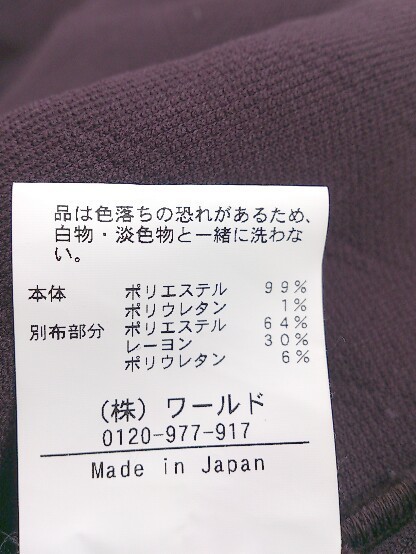 品は色落ちの恐れがあるため、
白物・淡色物と一緒に洗わな
い。
本体 ポリエステル 99%
ポリウレタン 1%
別布部分 ポリエステル 64%
レーヨン 30%
ポリウレタン 6%
(株) ワールド
0120-977-917
Made in Japan